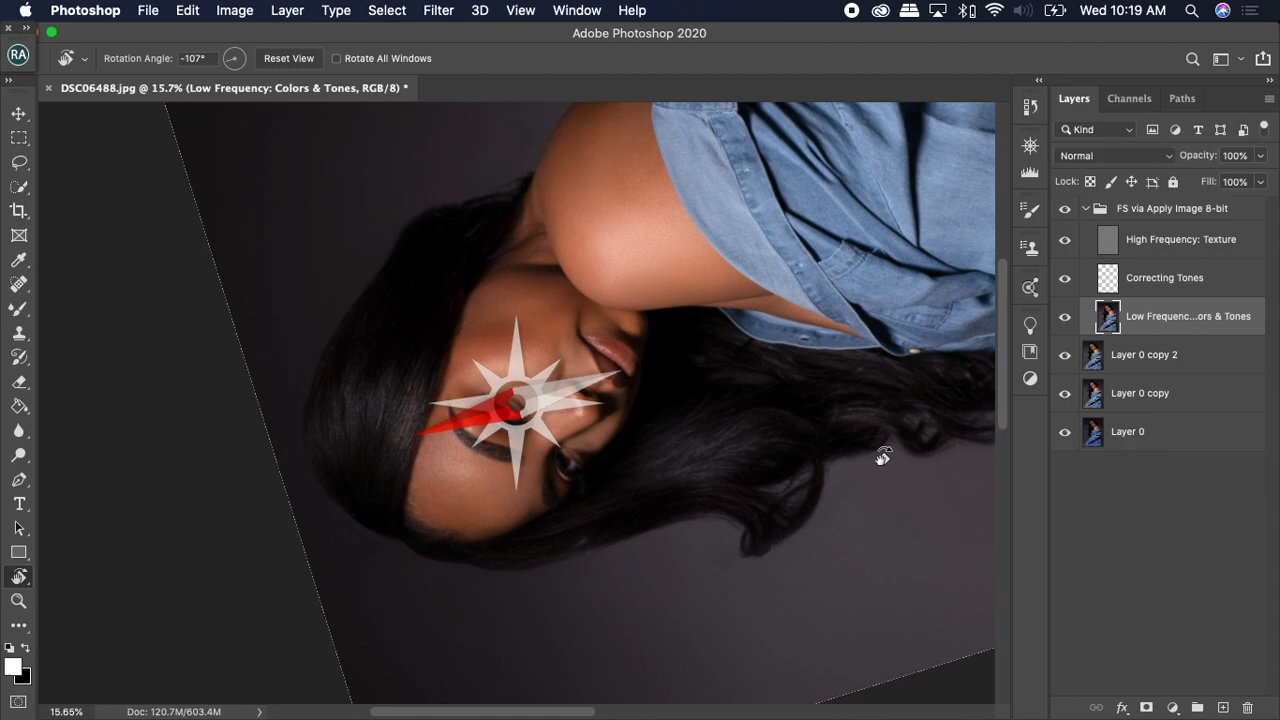 Photoshop File Edit Image Layer Type Select Filter 3D View Window Help Wed 10:19 AM
Adobe Photoshop 2020
RA Rotation Angle: -107° Reset View Rotate All Windows
DSC06488.jpg @ 15.7% (Low Frequency: Colors & Tones, RGB/8) *
Layers Channels Paths
Kind
Normal Opacity: 100%
Lock: Fill: 100%
FS via Apply Image 8-bit
High Frequency: Texture
Correcting Tones
Low Frequenc...ors & Tones
Layer 0 copy 2
Layer 0 copy
Layer 0
15.65% Doc: 120.7M/603.4M